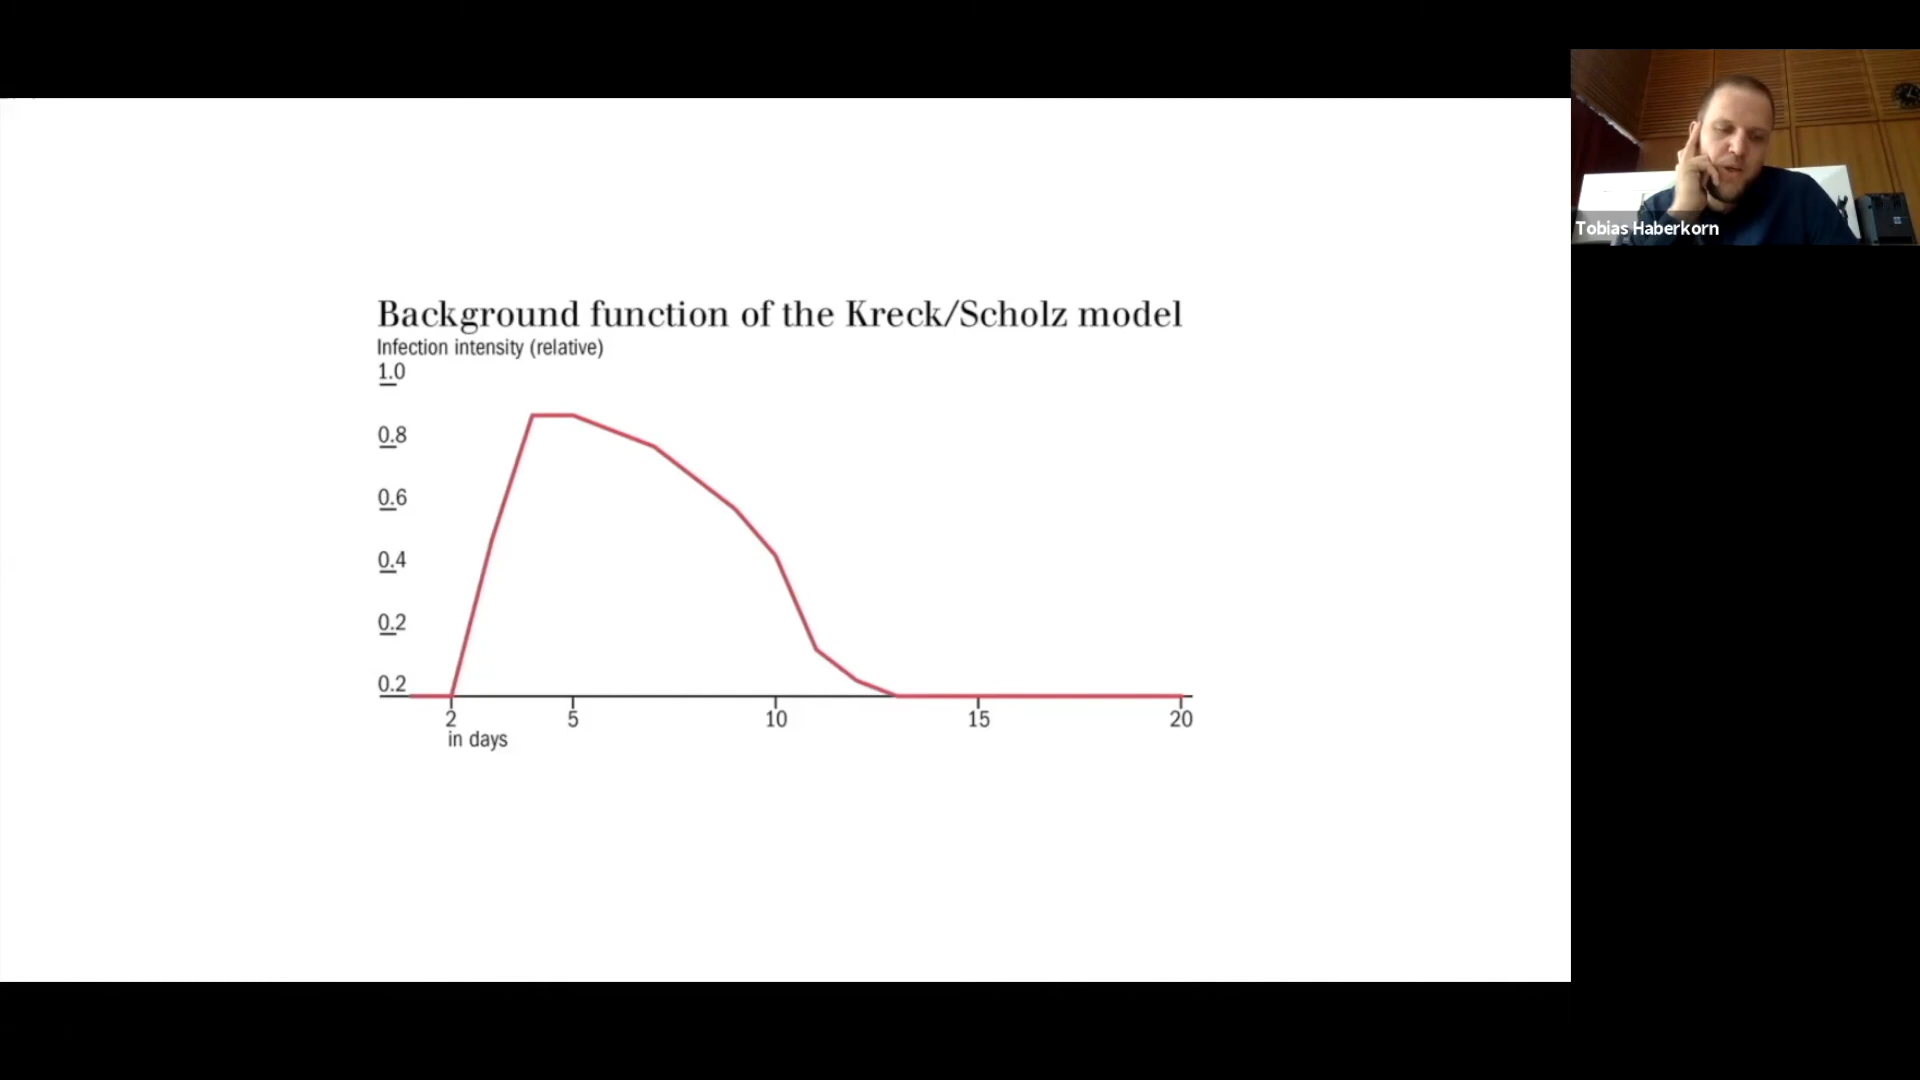 Background function of the Kreck/Scholz model
Infection intensity (relative)
1.0
0.8
0.6
0.4
0.2
0.2
2 5 10 15 20
in days
Tobias Haberkorn